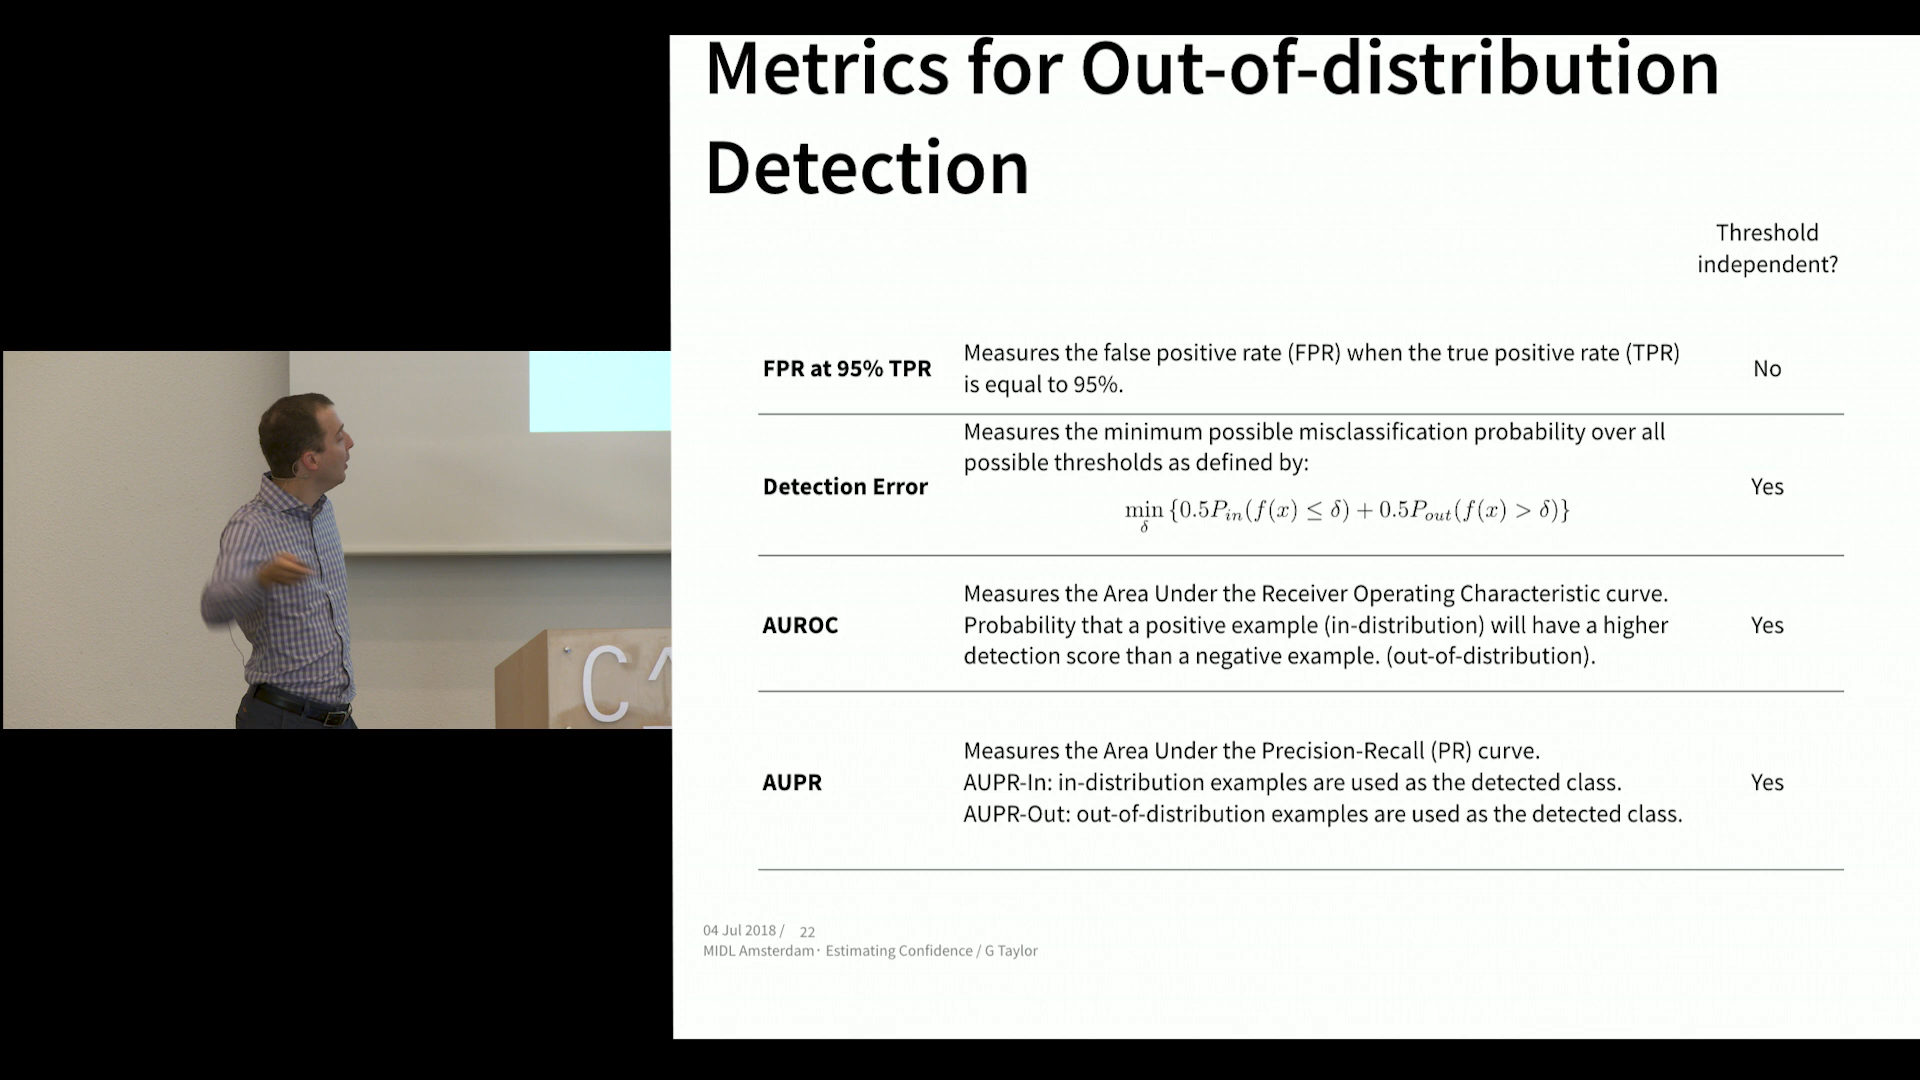 Metrics for Out-of-distribution
Detection
Threshold
independent?
FPR at 95% TPR
Measures the false positive rate (FPR) when the true positive rate (TPR)
is equal to 95%.
No
Detection Error
Measures the minimum possible misclassification probability over all
possible thresholds as defined by:
min_δ {0.5P_in(f(x) ≤ δ) + 0.5P_out(f(x) > δ)}
Yes
AUROC
Measures the Area Under the Receiver Operating Characteristic curve.
Probability that a positive example (in-distribution) will have a higher
detection score than a negative example. (out-of-distribution).
Yes
AUPR
Measures the Area Under the Precision-Recall (PR) curve.
AUPR-In: in-distribution examples are used as the detected class.
AUPR-Out: out-of-distribution examples are used as the detected class.
Yes
04 Jul 2018 / 22
MIDL Amsterdam · Estimating Confidence / G Taylor